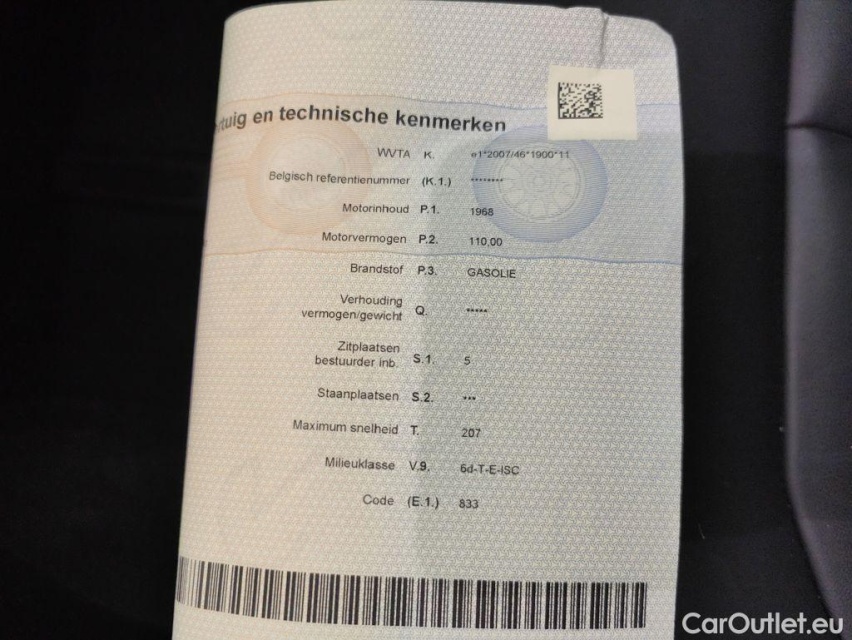 tuig en technische kenmerken
WVTA K. e1*2007/46*1900*11
Belgisch referentienummer (K.1.) ********
Motorinhoud P.1. 1968
Motorvermogen P.2. 110,00
Brandstof P.3. GASOLIE
Verhouding
vermogen/gewicht Q. *****
Zitplaatsen
bestuurder inb. S.1. 5
Staanplaatsen S.2. ***
Maximum snelheid T. 207
Milieuklasse V.9. 6d-T-E-ISC
Code (E.1.) 833
CarOutlet.eu